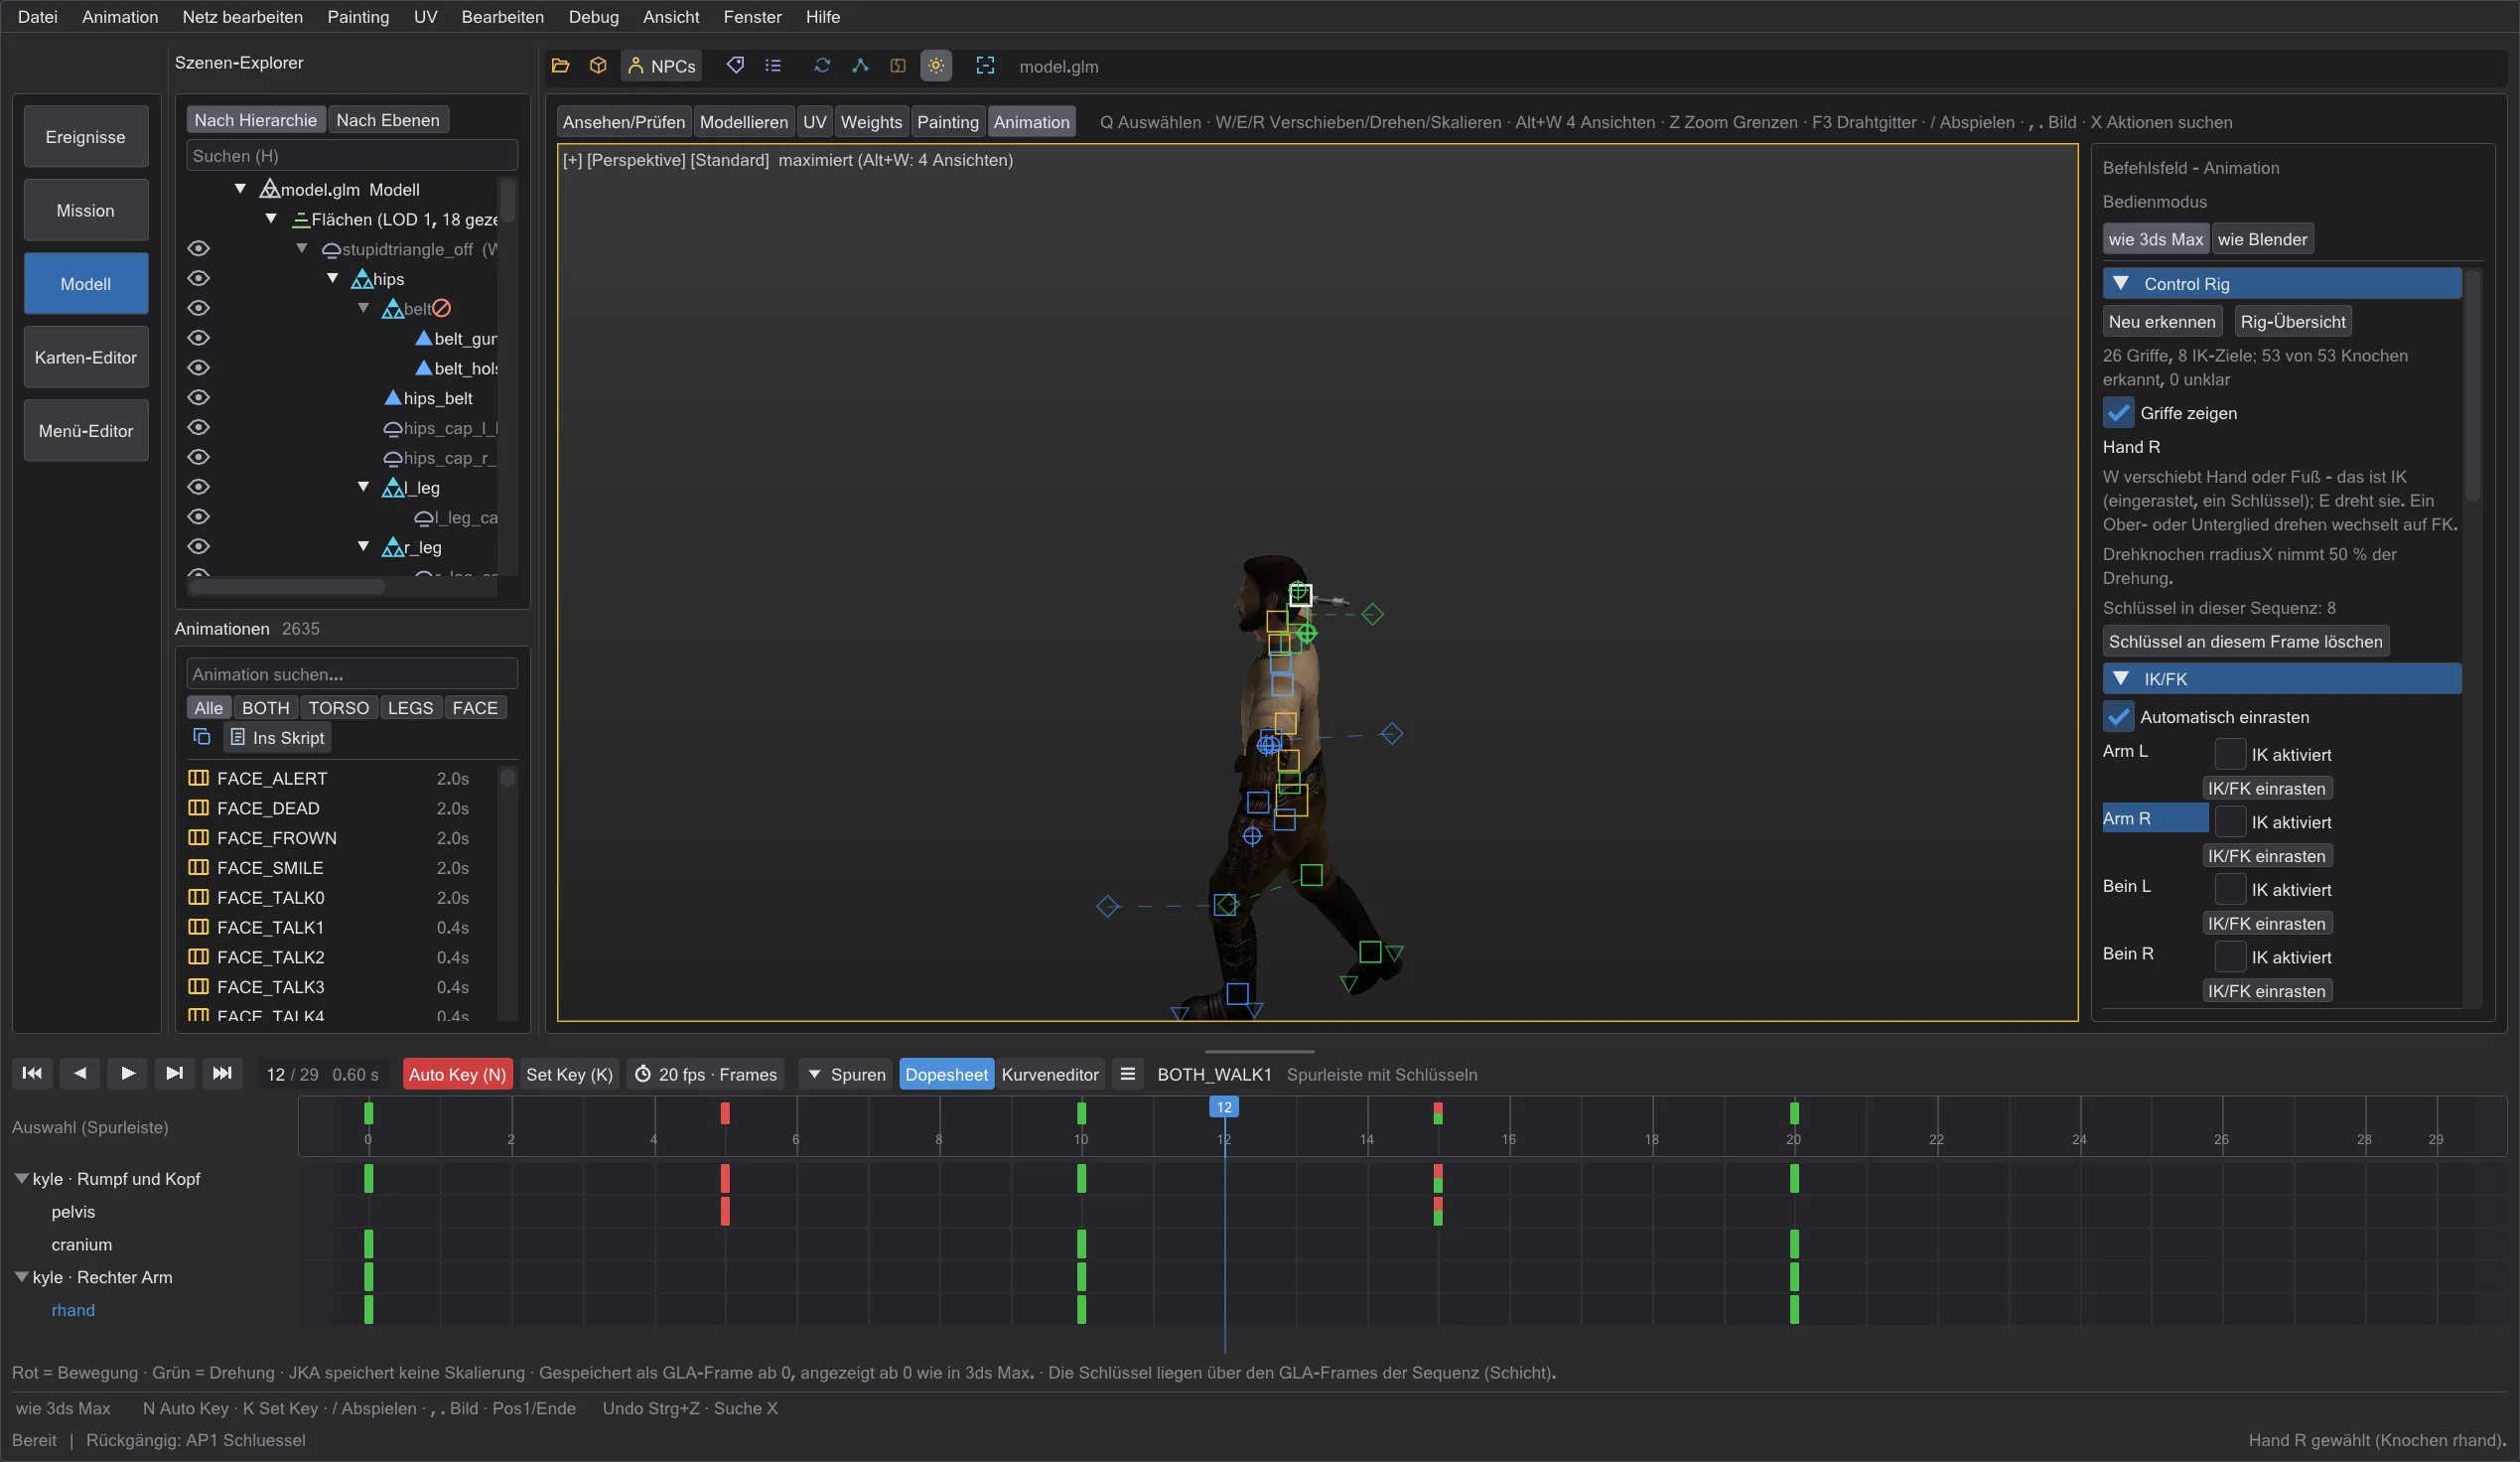 Datei Animation Netz bearbeiten Painting UV Bearbeiten Debug Ansicht Fenster Hilfe
Szenen-Explorer
NPCs model.glm
Ereignisse
Mission
Modell
Karten-Editor
Menü-Editor
Nach Hierarchie Nach Ebenen
Suchen (H)
model.glm Modell
Flächen (LOD 1, 18 geze
stupidtriangle_off (W
hips
belt
belt_gun
belt_hols
hips_belt
hips_cap_l_l
hips_cap_r_
l_leg
l_leg_ca
r_leg
Animationen 2635
Animation suchen...
Alle BOTH TORSO LEGS FACE
Ins Skript
FACE_ALERT 2.0s
FACE_DEAD 2.0s
FACE_FROWN 2.0s
FACE_SMILE 2.0s
FACE_TALK0 2.0s
FACE_TALK1 0.4s
FACE_TALK2 0.4s
FACE_TALK3 0.4s
FACE_TALK4 0.4s
Ansehen/Prüfen Modellieren UV Weights Painting Animation Q Auswählen · W/E/R Verschieben/Drehen/Skalieren · Alt+W 4 Ansichten · Z Zoom Grenzen · F3 Drahtgitter · / Abspielen · , . Bild · X Aktionen suchen
[+] [Perspektive] [Standard] maximiert (Alt+W: 4 Ansichten)
Befehlsfeld - Animation
Bedienmodus
wie 3ds Max wie Blender
Control Rig
Neu erkennen Rig-Übersicht
26 Griffe, 8 IK-Ziele; 53 von 53 Knochen
erkannt, 0 unklar
Griffe zeigen
Hand R
W verschiebt Hand oder Fuß - das ist IK
(eingerastet, ein Schlüssel); E dreht sie. Ein
Ober- oder Unterglied drehen wechselt auf FK.
Drehknochen rradiusX nimmt 50 % der
Drehung.
Schlüssel in dieser Sequenz: 8
Schlüssel an diesem Frame löschen
IK/FK
Automatisch einrasten
Arm L IK aktiviert
IK/FK einrasten
Arm R IK aktiviert
IK/FK einrasten
Bein L IK aktiviert
IK/FK einrasten
Bein R IK aktiviert
IK/FK einrasten
12 / 29 0.60 s Auto Key (N) Set Key (K) 20 fps · Frames Spuren Dopesheet Kurveneditor BOTH_WALK1 Spurleiste mit Schlüsseln
12
Auswahl (Spurleiste)
0 2 4 6 8 10 12 14 16 18 20 22 24 26 28 29
kyle · Rumpf und Kopf
pelvis
cranium
kyle · Rechter Arm
rhand
Rot = Bewegung · Grün = Drehung · JKA speichert keine Skalierung · Gespeichert als GLA-Frame ab 0, angezeigt ab 0 wie in 3ds Max. · Die Schlüssel liegen über den GLA-Frames der Sequenz (Schicht).
wie 3ds Max N Auto Key · K Set Key · / Abspielen · , . Bild · Pos1/Ende Undo Strg+Z · Suche X
Bereit | Rückgängig: AP1 Schluessel Hand R gewählt (Knochen rhand).